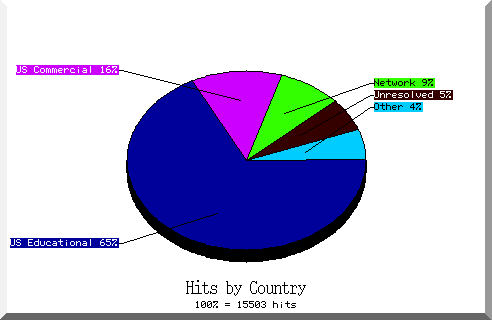 US Commercial 16%
Network 9%
Unresolved 5%
Other 4%
US Educational 65%
Hits by Country
100% = 15503 hits